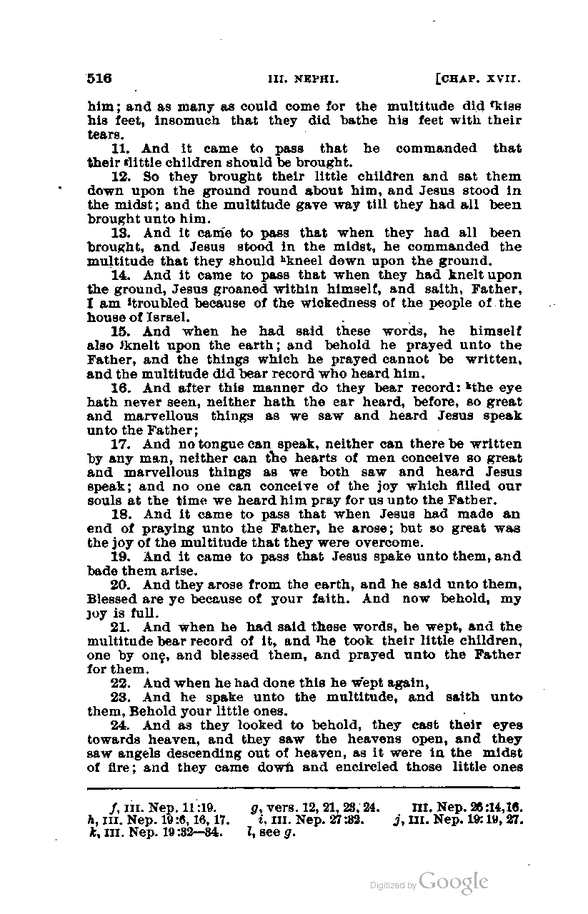 516 III. NEPHI. [CHAP. XVII.
him; and as many as could come for the multitude did ᶠkiss
his feet, insomuch that they did bathe his feet with their
tears.
11. And it came to pass that he commanded that
their ᵍlittle children should be brought.
12. So they brought their little children and sat them
down upon the ground round about him, and Jesus stood in
the midst; and the multitude gave way till they had all been
brought unto him.
13. And it came to pass that when they had all been
brought, and Jesus stood in the midst, he commanded the
multitude that they should ʰkneel down upon the ground.
14. And it came to pass that when they had knelt upon
the ground, Jesus groaned within himself, and saith, Father,
I am ⁱtroubled because of the wickedness of the people of the
house of Israel.
15. And when he had said these words, he himself
also ʲknelt upon the earth; and behold he prayed unto the
Father, and the things which he prayed cannot be written,
and the multitude did bear record who heard him.
16. And after this manner do they bear record: ᵏthe eye
hath never seen, neither hath the ear heard, before, so great
and marvellous things as we saw and heard Jesus speak
unto the Father;
17. And no tongue can speak, neither can there be written
by any man, neither can the hearts of men conceive so great
and marvellous things as we both saw and heard Jesus
speak; and no one can conceive of the joy which filled our
souls at the time we heard him pray for us unto the Father.
18. And it came to pass that when Jesus had made an
end of praying unto the Father, he arose; but so great was
the joy of the multitude that they were overcome.
19. And it came to pass that Jesus spake unto them, and
bade them arise.
20. And they arose from the earth, and he said unto them,
Blessed are ye because of your faith. And now behold, my
joy is full.
21. And when he had said these words, he wept, and the
multitude bear record of it, and ˡhe took their little children,
one by one, and blessed them, and prayed unto the Father
for them.
22. And when he had done this he wept again,
23. And he spake unto the multitude, and saith unto
them, Behold your little ones.
24. And as they looked to behold, they cast their eyes
towards heaven, and they saw the heavens open, and they
saw angels descending out of heaven, as it were in the midst
of fire; and they came down and encircled those little ones
f, III. Nep. 11:19. g, vers. 12, 21, 23, 24. III. Nep. 26:14,16.
h, III. Nep. 19:6, 16, 17. i, III. Nep. 27:32. j, III. Nep. 19:19, 27.
k, III. Nep. 19:32—34. l, see g.
Digitized by Google